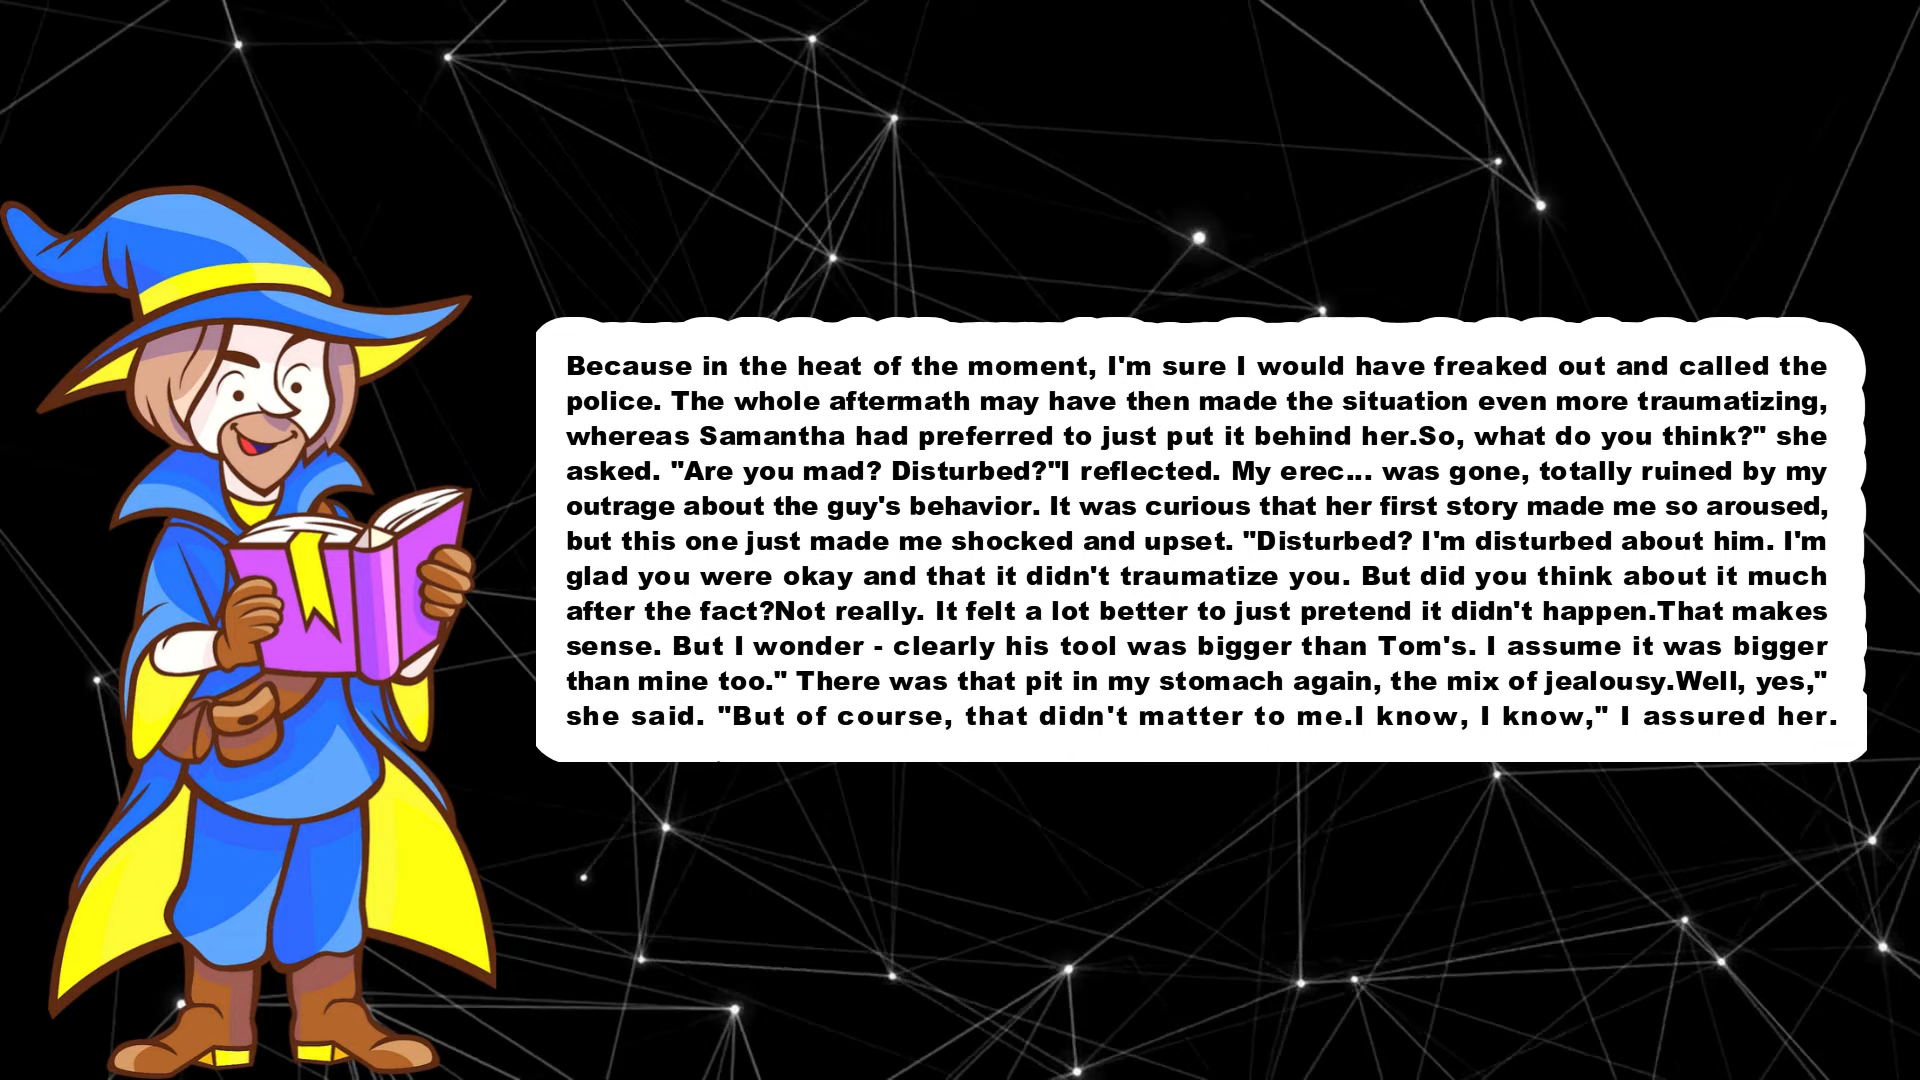 Because in the heat of the moment, I'm sure I would have freaked out and called the
police. The whole aftermath may have then made the situation even more traumatizing,
whereas Samantha had preferred to just put it behind her.So, what do you think?" she
asked. "Are you mad? Disturbed?"I reflected. My erec... was gone, totally ruined by my
outrage about the guy's behavior. It was curious that her first story made me so aroused,
but this one just made me shocked and upset. "Disturbed? I'm disturbed about him. I'm
glad you were okay and that it didn't traumatize you. But did you think about it much
after the fact?Not really. It felt a lot better to just pretend it didn't happen.That makes
sense. But I wonder - clearly his tool was bigger than Tom's. I assume it was bigger
than mine too." There was that pit in my stomach again, the mix of jealousy.Well, yes,"
she said. "But of course, that didn't matter to me.I know, I know," I assured her.